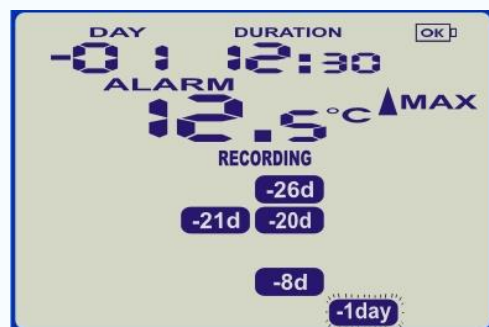 DAY DURATION OK
-01 12:30
ALARM
12.5°C MAX
RECORDING
-26d
-21d -20d
-8d
-1day